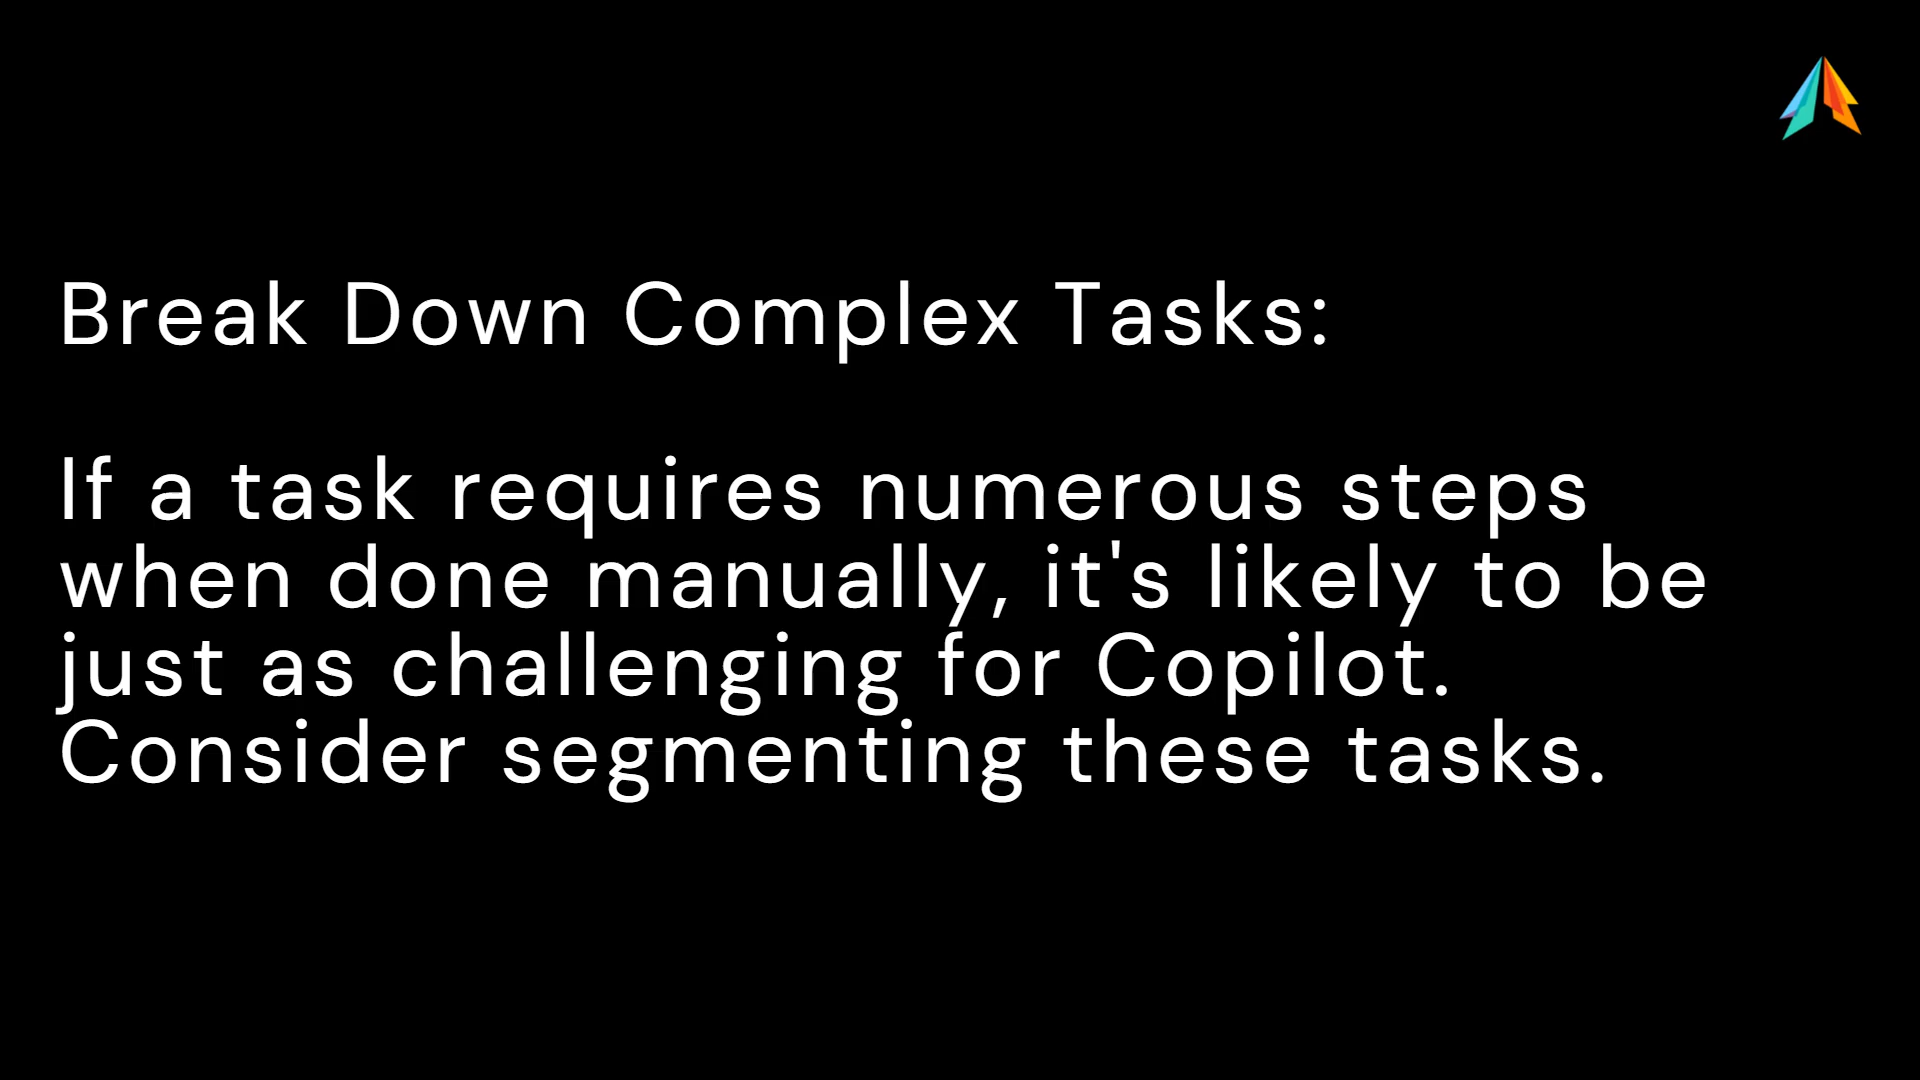 Break Down Complex Tasks:
If a task requires numerous steps
when done manually, it's likely to be
just as challenging for Copilot.
Consider segmenting these tasks.